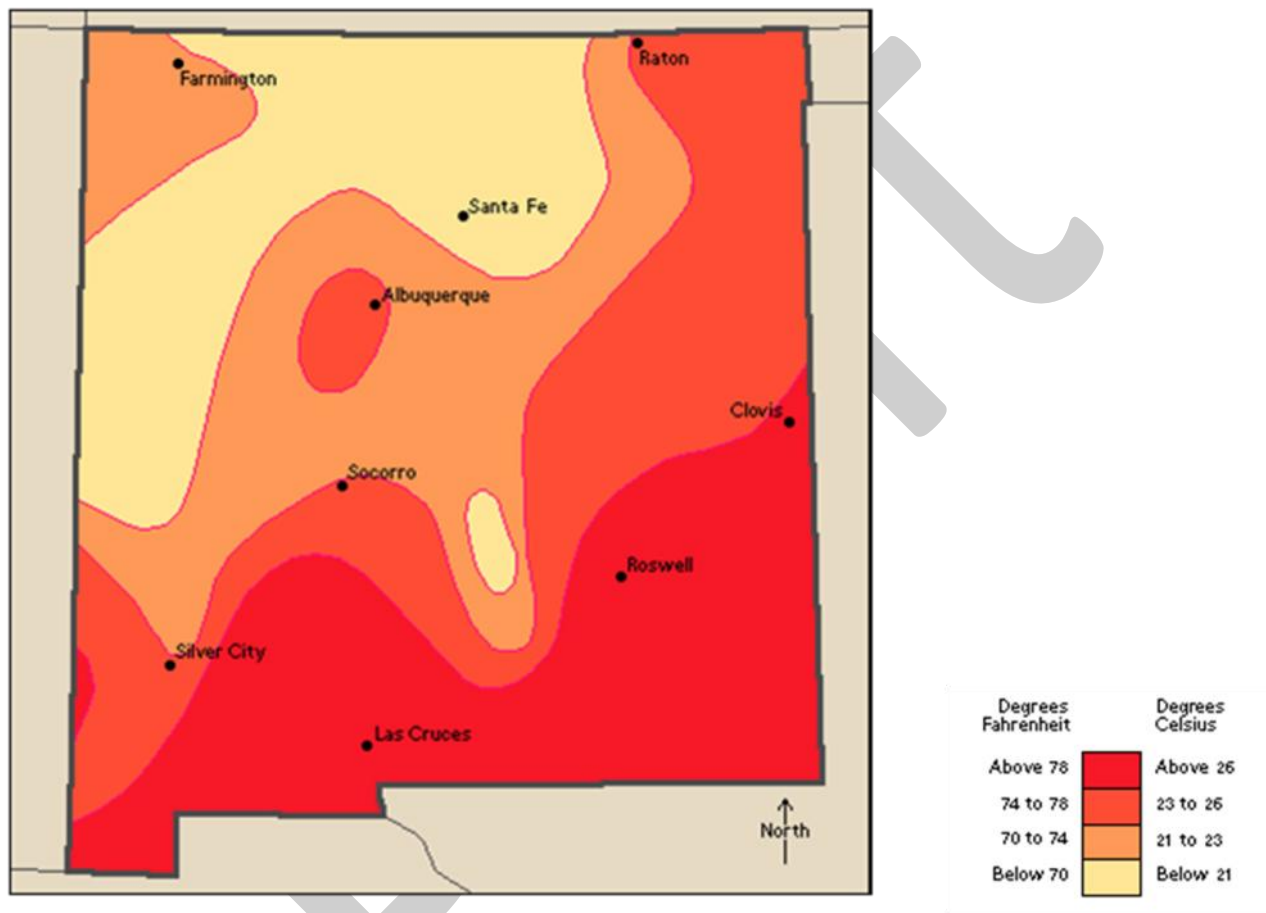 Raton
Farmington
Santa Fe
Albuquerque
Clovis
Socorro
Roswell
Silver City
Las Cruces
North
Degrees Fahrenheit
Degrees Celsius
Above 78
Above 26
74 to 78
23 to 26
70 to 74
21 to 23
Below 70
Below 21